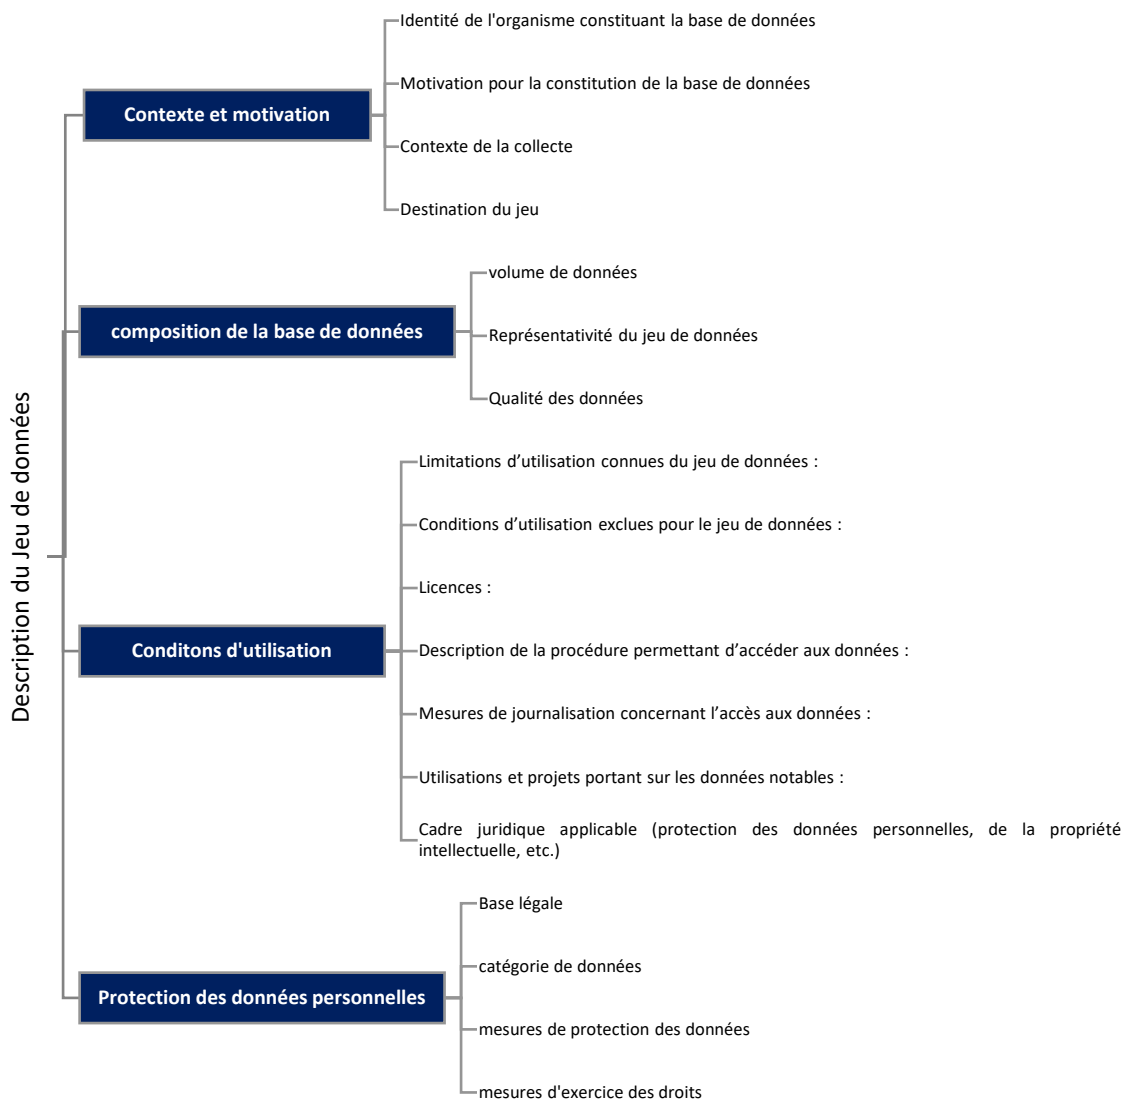 Description du Jeu de données
Contexte et motivation
Identité de l'organisme constituant la base de données
Motivation pour la constitution de la base de données
Contexte de la collecte
Destination du jeu
composition de la base de données
volume de données
Représentativité du jeu de données
Qualité des données
Conditons d'utilisation
Limitations d’utilisation connues du jeu de données :
Conditions d’utilisation exclues pour le jeu de données :
Licences :
Description de la procédure permettant d’accéder aux données :
Mesures de journalisation concernant l’accès aux données :
Utilisations et projets portant sur les données notables :
Cadre juridique applicable (protection des données personnelles, de la propriété
intellectuelle, etc.)
Protection des données personnelles
Base légale
catégorie de données
mesures de protection des données
mesures d'exercice des droits